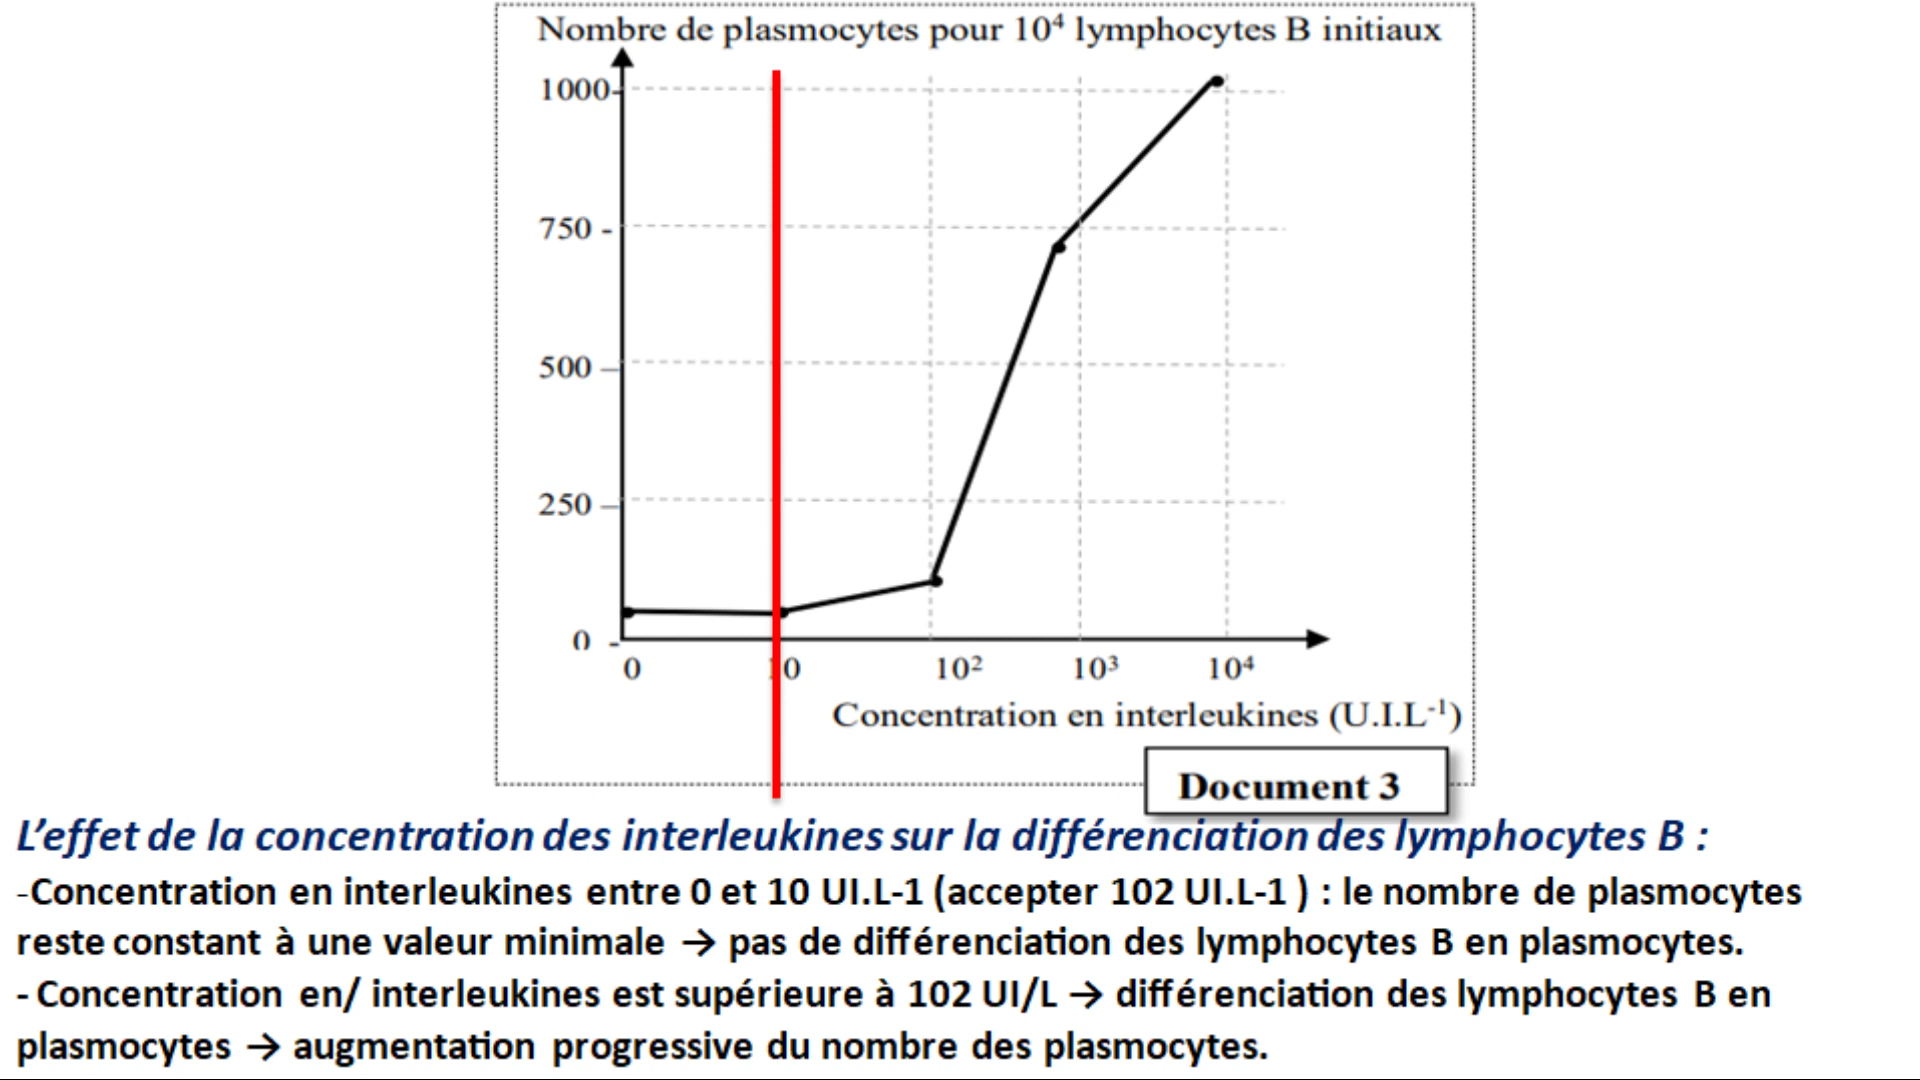 Nombre de plasmocytes pour 10⁴ lymphocytes B initiaux
1000
750
500
250
0
0 10 10² 10³ 10⁴
Concentration en interleukines (U.I.L⁻¹)
Document 3
L'effet de la concentration des interleukines sur la différenciation des lymphocytes B :
-Concentration en interleukines entre 0 et 10 UI.L-1 (accepter 102 UI.L-1 ) : le nombre de plasmocytes
reste constant à une valeur minimale → pas de différenciation des lymphocytes B en plasmocytes.
- Concentration en/ interleukines est supérieure à 102 UI/L → différenciation des lymphocytes B en
plasmocytes → augmentation progressive du nombre des plasmocytes.